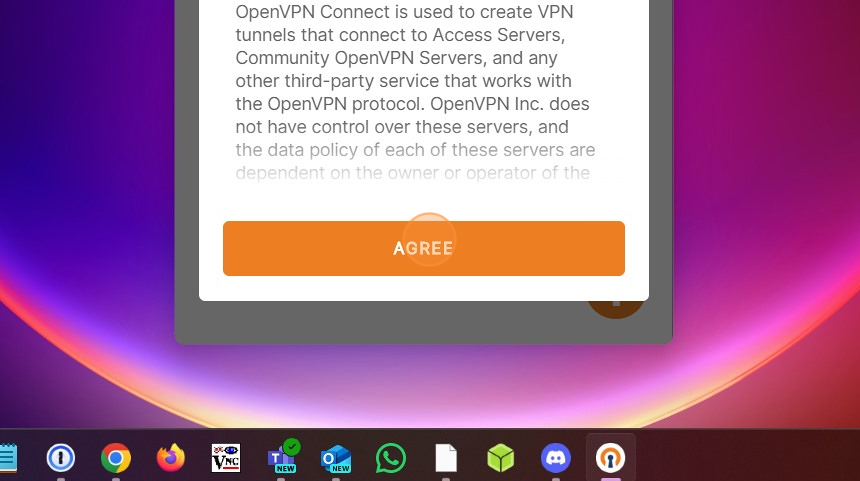 OpenVPN Connect is used to create VPN
tunnels that connect to Access Servers,
Community OpenVPN Servers, and any
other third-party service that works with
the OpenVPN protocol. OpenVPN Inc. does
not have control over these servers, and
the data policy of each of these servers are
dependent on the owner or operator of the
AGREE
VNC
T
NEW
O
NEW